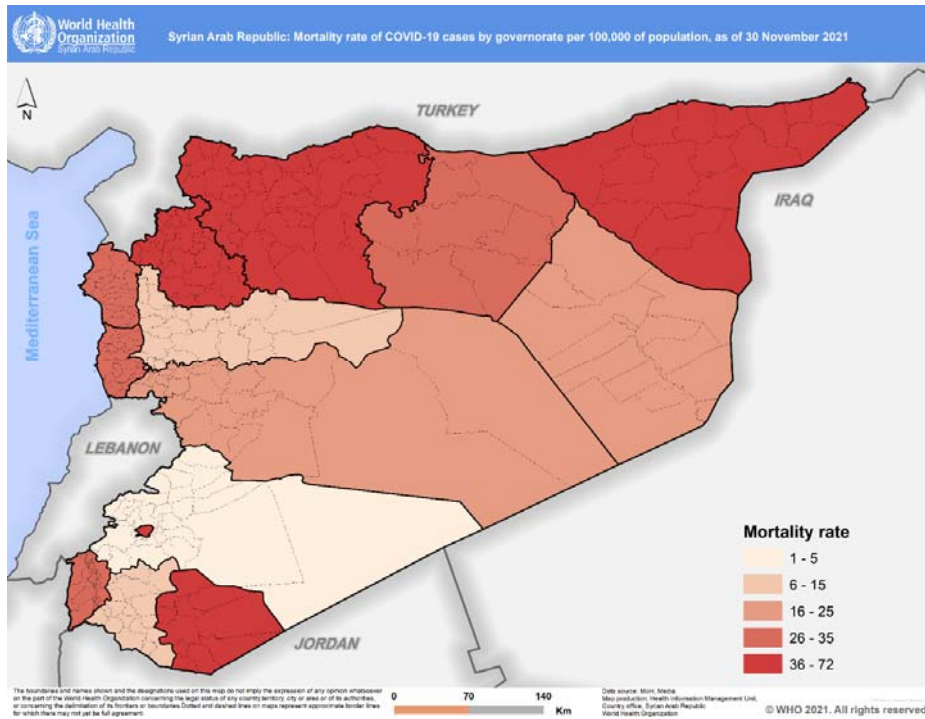 World Health
Organization
Syrian Arab Republic
Syrian Arab Republic: Mortality rate of COVID-19 cases by governorate per 100,000 of population, as of 30 November 2021
N
TURKEY
IRAQ
Mediterranean Sea
LEBANON
JORDAN
Mortality rate
1 - 5
6 - 15
16 - 25
26 - 35
36 - 72
The boundaries and names shown and the designations used on this map do not imply the expression of any opinion whatsoever
on the part of the World Health Organization concerning the legal status of any country, territory, city or area or of its authorities,
or concerning the delimitation of its frontiers or boundaries. Dotted and dashed lines on maps represent approximate border lines
for which there may not yet be full agreement.
0 70 140
Km
Data source: MoH, Media
Map production: Health Information Management Unit,
Country office, Syrian Arab Republic
World Health Organization
© WHO 2021. All rights reserved